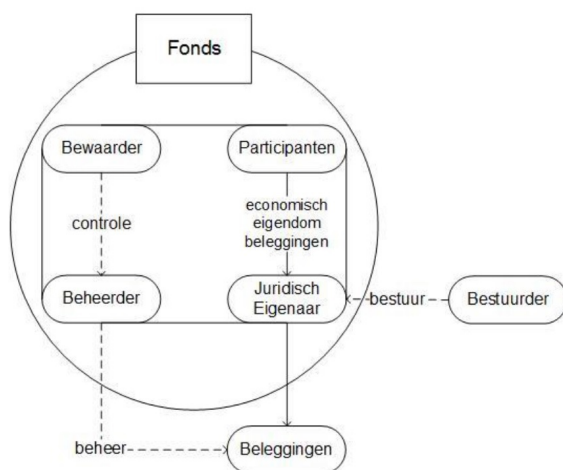 Fonds
Bewaarder
Participanten
controle
economisch
eigendom
beleggingen
Beheerder
Juridisch
Eigenaar
bestuur
Bestuurder
beheer
Beleggingen